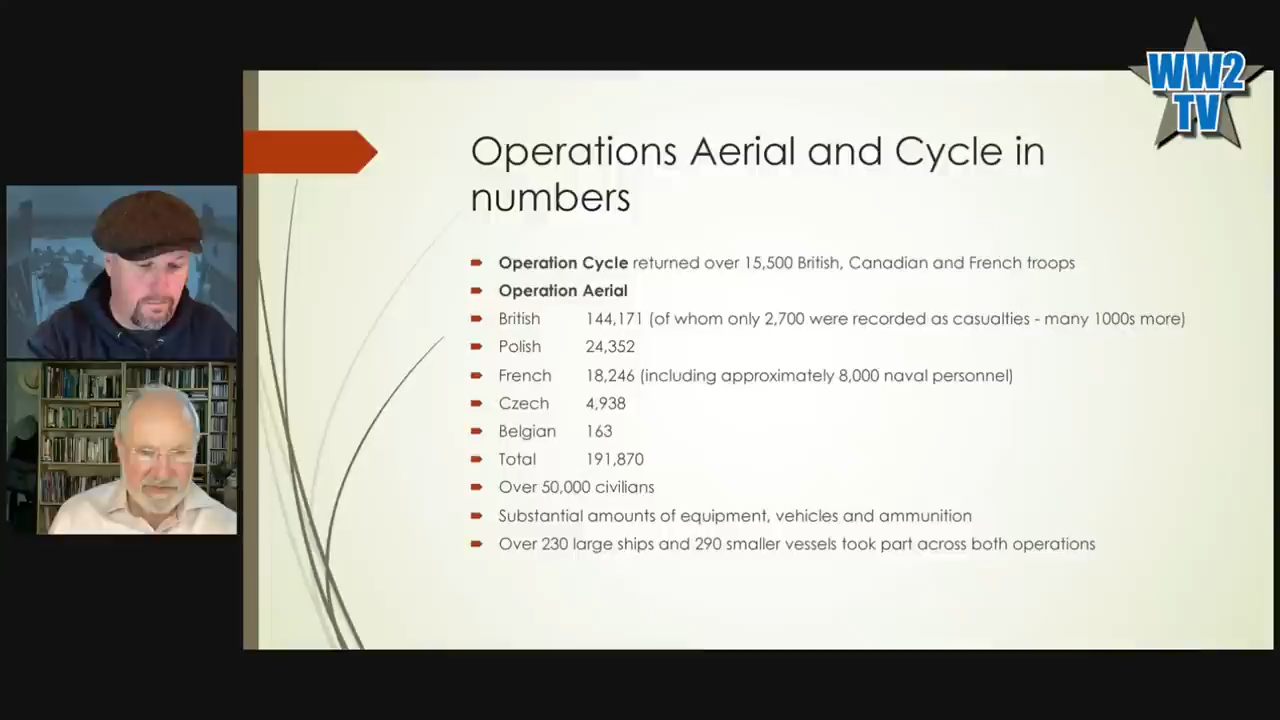 WW2
TV
Operations Aerial and Cycle in
numbers
Operation Cycle returned over 15,500 British, Canadian and French troops
Operation Aerial
British 144,171 (of whom only 2,700 were recorded as casualties - many 1000s more)
Polish 24,352
French 18,246 (including approximately 8,000 naval personnel)
Czech 4,938
Belgian 163
Total 191,870
Over 50,000 civilians
Substantial amounts of equipment, vehicles and ammunition
Over 230 large ships and 290 smaller vessels took part across both operations